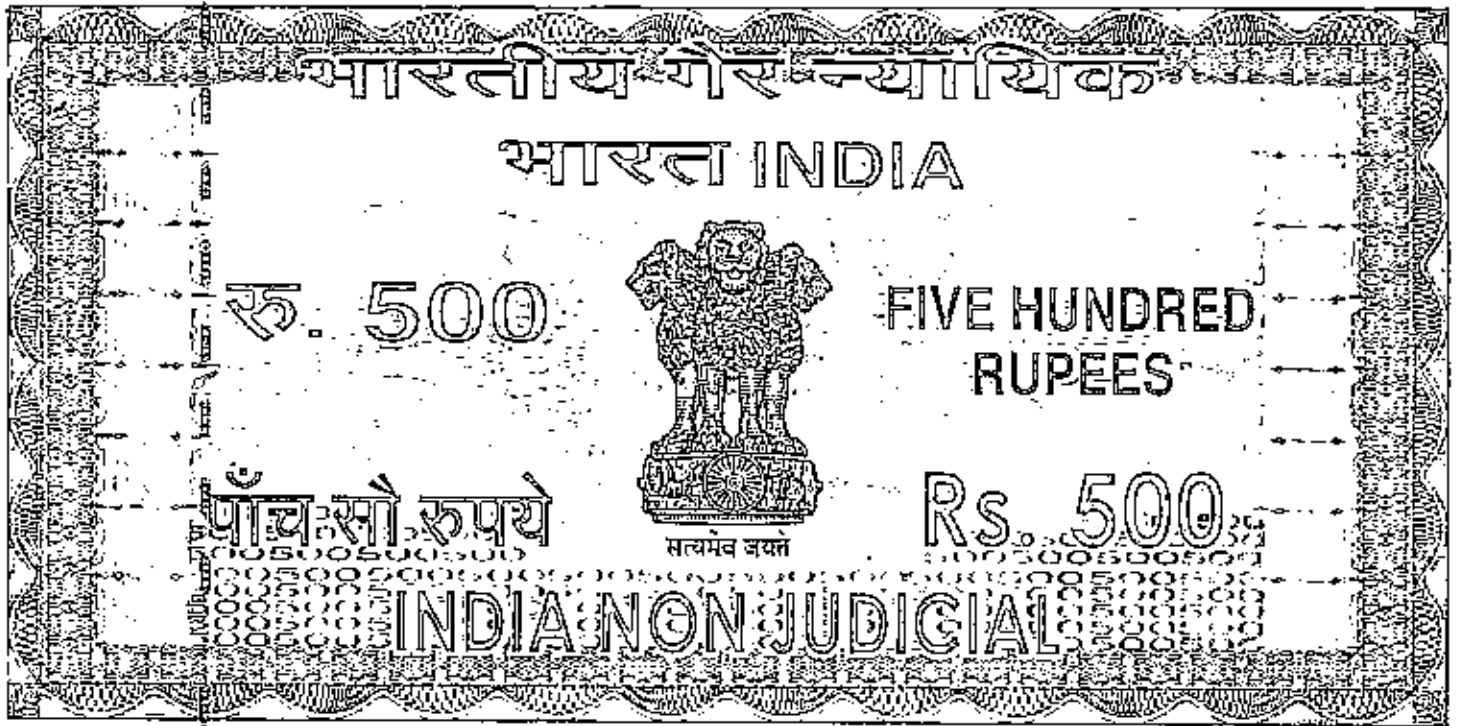 भारतीय गैर न्यायिक
भारत INDIA
रु. 500
FIVE HUNDRED
RUPEES
पाँच सौ रुपये
सत्यमेव जयते
Rs. 500
INDIA NON JUDICIAL